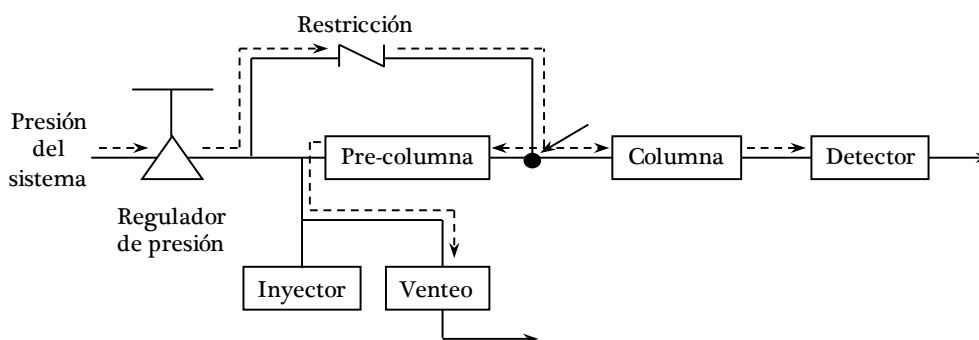 Restricción
Presión
del
sistema
Pre-columna
Columna
Detector
Regulador
de presión
Inyector
Venteo